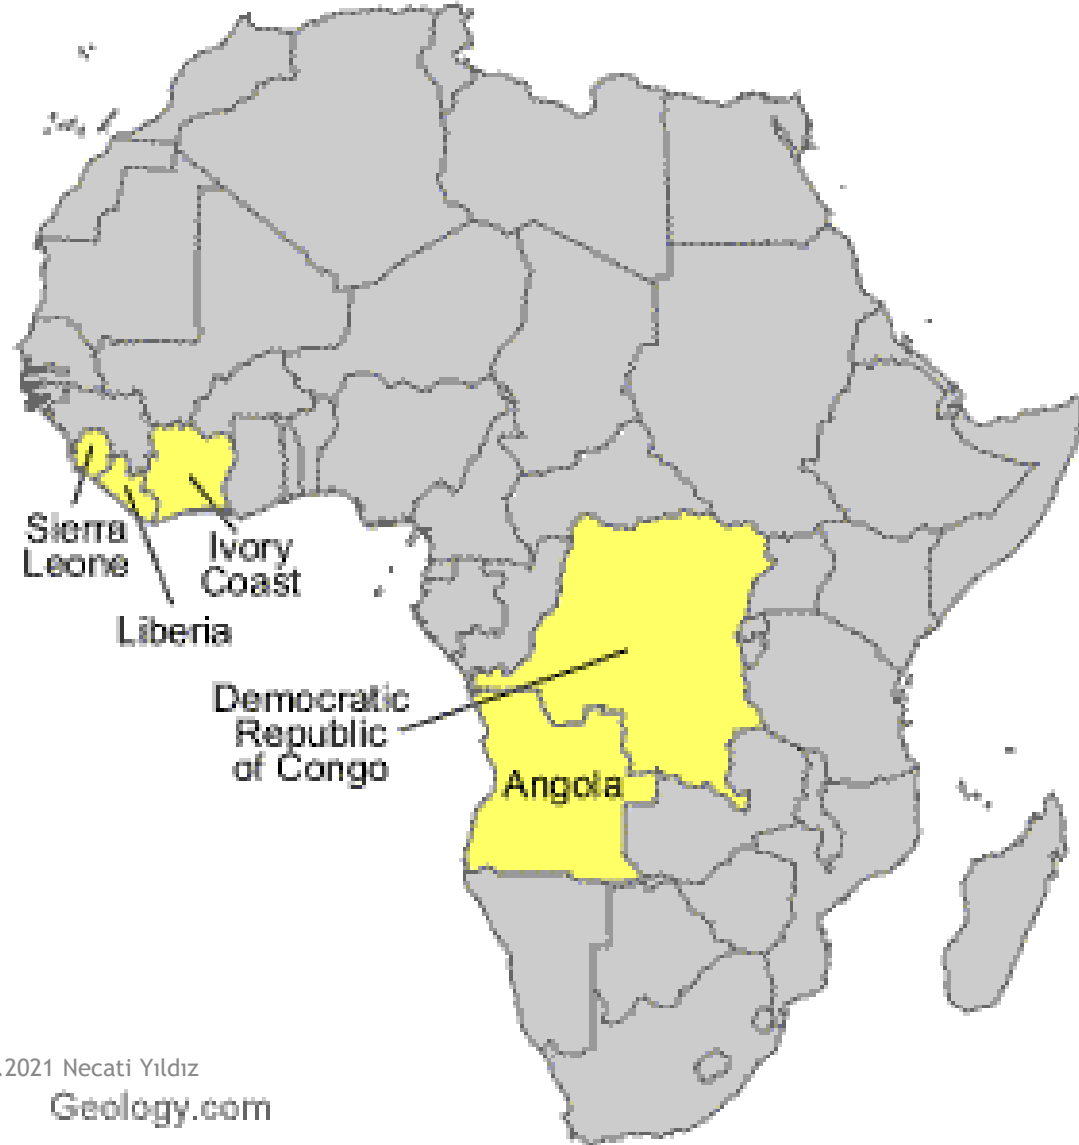 Sierra
Leone
Ivory
Coast
Liberia
Democratic
Republic
of Congo
Angola
.2021 Necati Yıldız
Geology.com